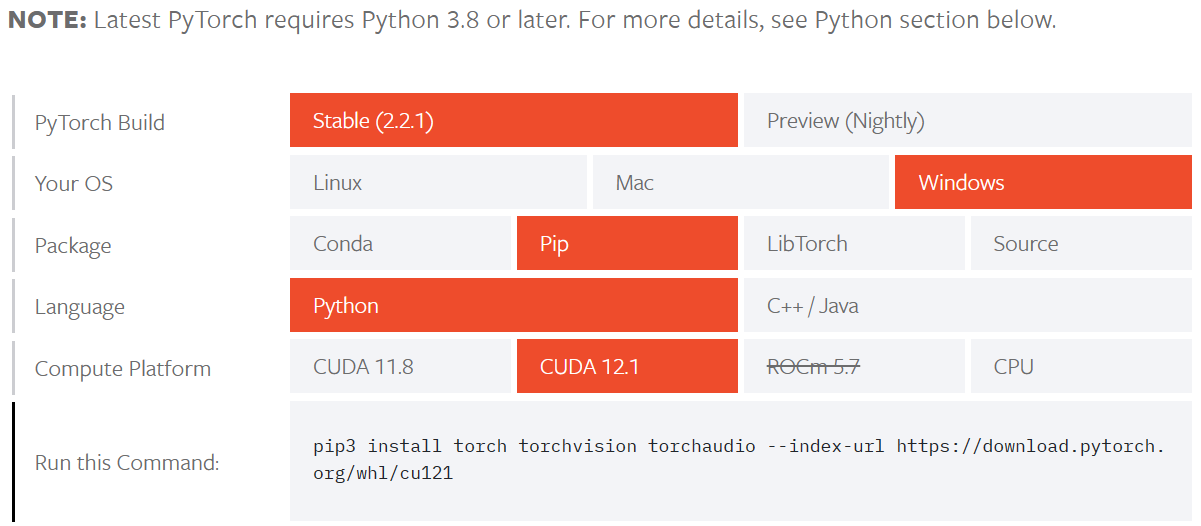 NOTE: Latest PyTorch requires Python 3.8 or later. For more details, see Python section below.
PyTorch Build
Stable (2.2.1)
Preview (Nightly)
Your OS
Linux
Mac
Windows
Package
Conda
Pip
LibTorch
Source
Language
Python
C++ / Java
Compute Platform
CUDA 11.8
CUDA 12.1
ROCm 5.7
CPU
Run this Command:
pip3 install torch torchvision torchaudio --index-url https://download.pytorch.
org/whl/cu121